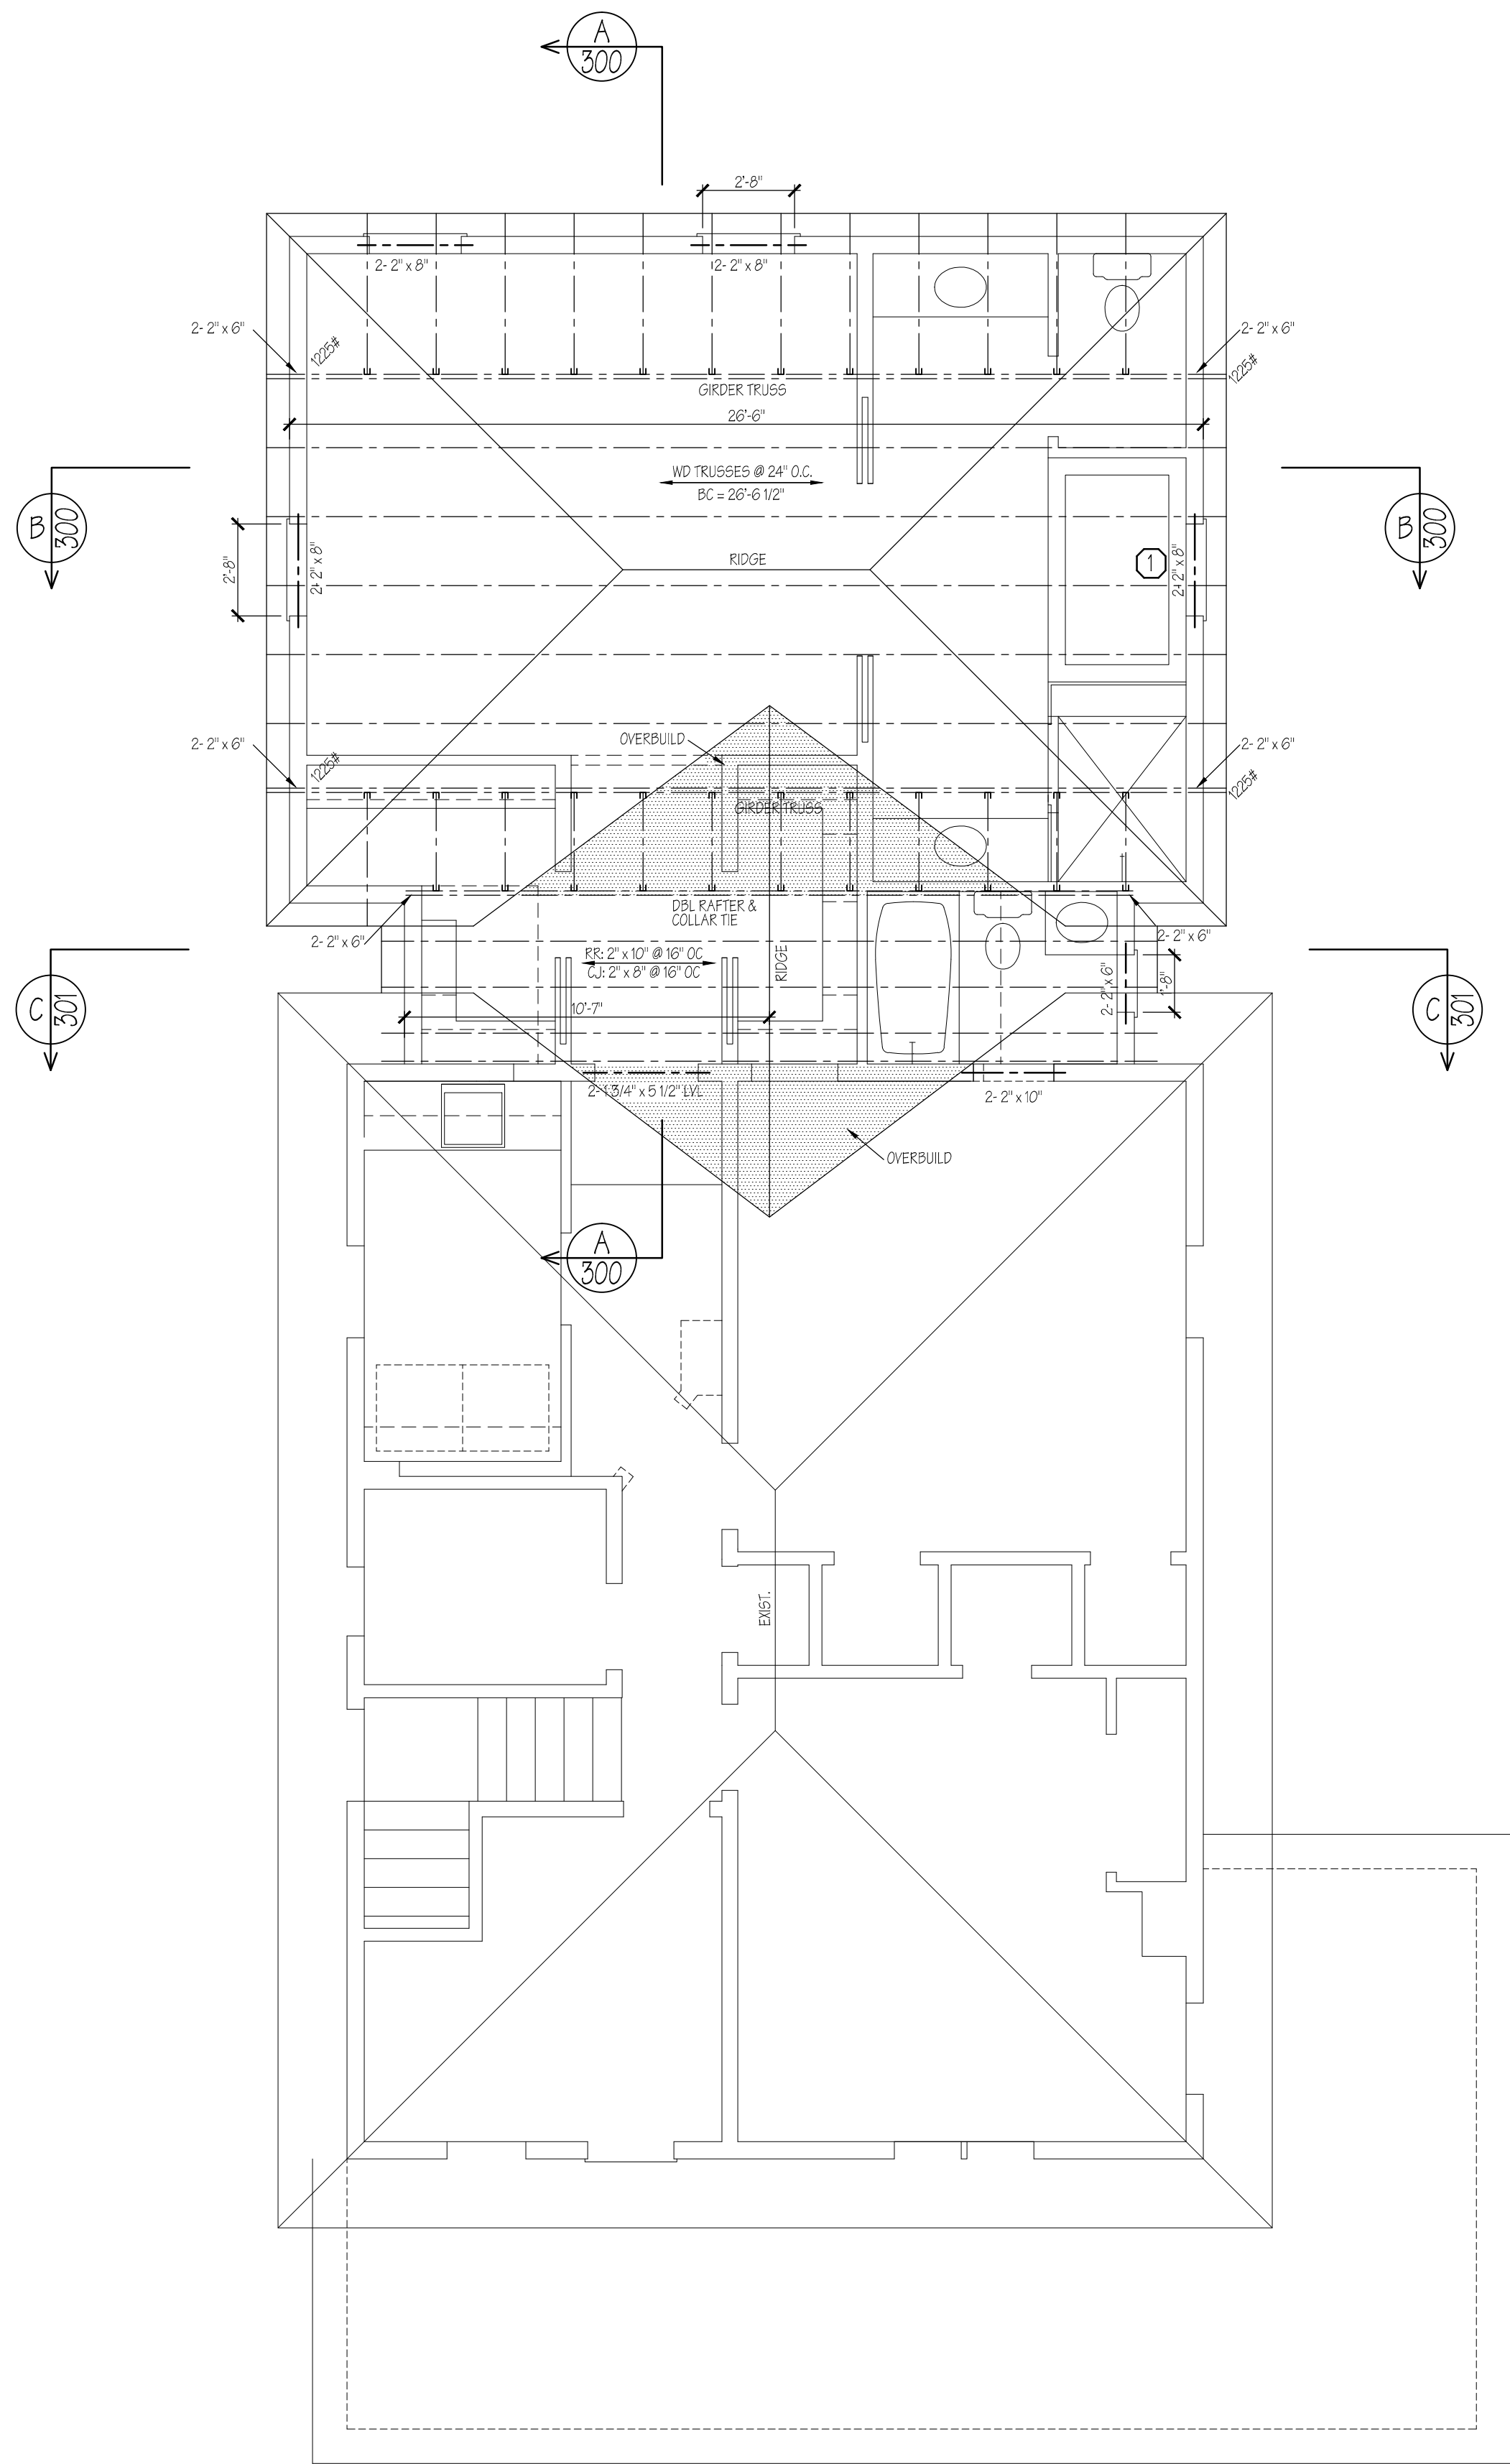 A
300
2'-8"
2- 2" x 8"
2- 2" x 8"
2- 2" x 6"
1225#
2- 2" x 6"
1225#
GIRDER TRUSS
26'-6"
WD TRUSSES @ 24" O.C.
BC = 26'-6 1/2"
B
300
B
300
2'-8"
2- 2" x 8"
RIDGE
1
2- 2" x 8"
2- 2" x 6"
1225#
OVERBUILD
2- 2" x 6"
1225#
GIRDER TRUSS
DBL RAFTER &
COLLAR TIE
2- 2" x 6"
2- 2" x 6"
RR: 2" x 10" @ 16" OC
CJ: 2" x 8" @ 16" OC
RIDGE
2- 2" x 6"
1'-8"
C
301
C
301
10'-7"
2- 1 3/4" x 5 1/2" LVL
2- 2" x 10"
OVERBUILD
A
300
EXIST.